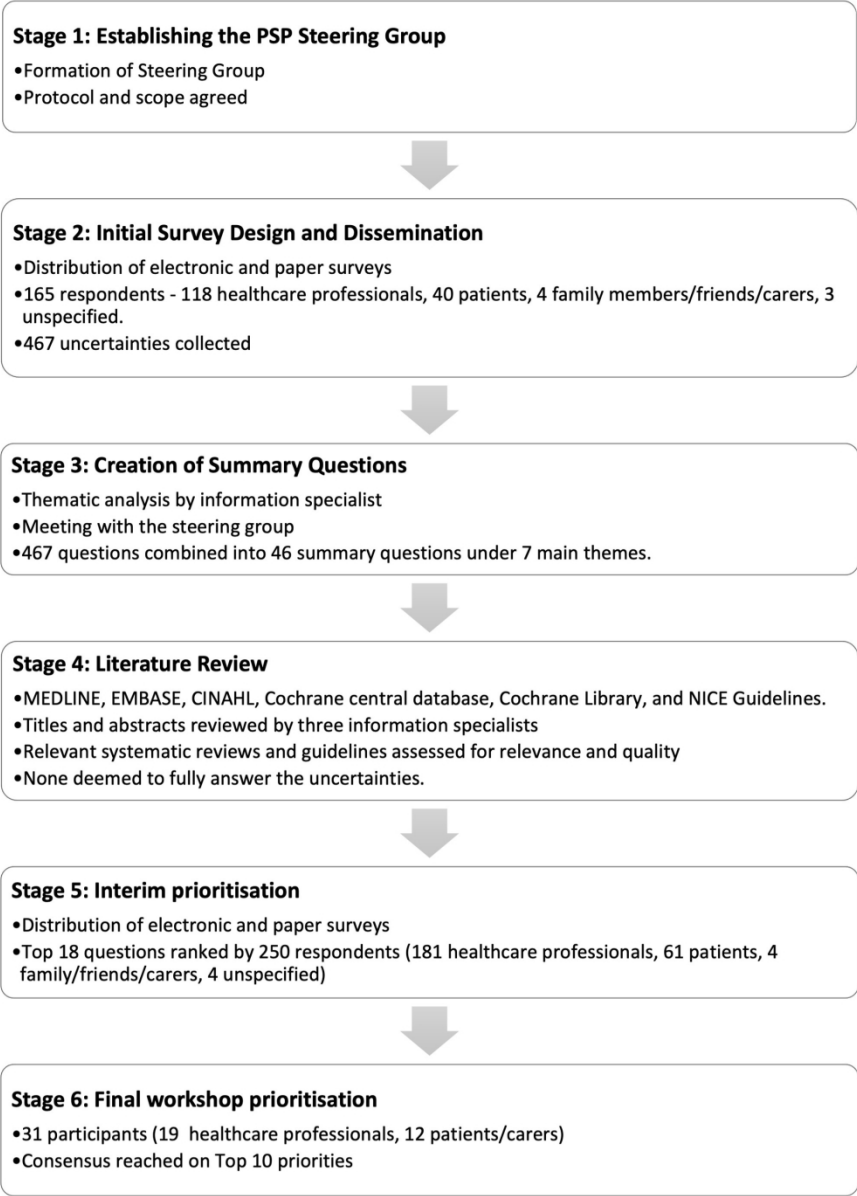 Stage 1: Establishing the PSP Steering Group
•Formation of Steering Group
•Protocol and scope agreed
Stage 2: Initial Survey Design and Dissemination
•Distribution of electronic and paper surveys
•165 respondents - 118 healthcare professionals, 40 patients, 4 family members/friends/carers, 3
unspecified.
•467 uncertainties collected
Stage 3: Creation of Summary Questions
•Thematic analysis by information specialist
•Meeting with the steering group
•467 questions combined into 46 summary questions under 7 main themes.
Stage 4: Literature Review
•MEDLINE, EMBASE, CINAHL, Cochrane central database, Cochrane Library, and NICE Guidelines.
•Titles and abstracts reviewed by three information specialists
•Relevant systematic reviews and guidelines assessed for relevance and quality
•None deemed to fully answer the uncertainties.
Stage 5: Interim prioritisation
•Distribution of electronic and paper surveys
•Top 18 questions ranked by 250 respondents (181 healthcare professionals, 61 patients, 4
family/friends/carers, 4 unspecified)
Stage 6: Final workshop prioritisation
•31 participants (19 healthcare professionals, 12 patients/carers)
•Consensus reached on Top 10 priorities